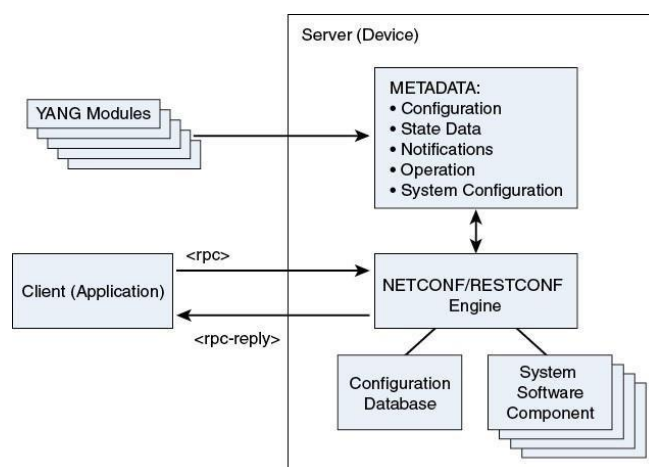 Server (Device)
YANG Modules
METADATA:
• Configuration
• State Data
• Notifications
• Operation
• System Configuration
<rpc>
Client (Application)
NETCONF/RESTCONF
Engine
<rpc-reply>
Configuration
Database
System
Software
Component